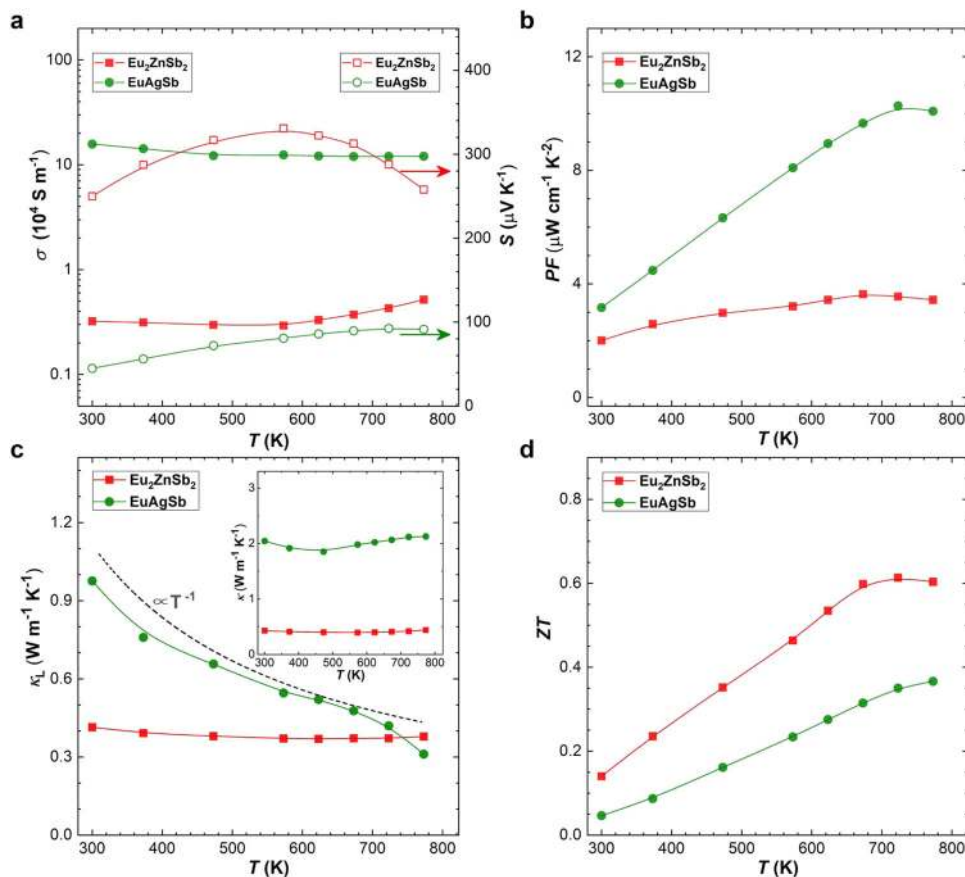 a
Eu₂ZnSb₂
EuAgSb
Eu₂ZnSb₂
EuAgSb
100
10
1
0.1
σ (10⁴ S m⁻¹)
400
300
200
100
0
S (μV K⁻¹)
300 400 500 600 700 800
T (K)
b
Eu₂ZnSb₂
EuAgSb
12
8
4
0
PF (μW cm⁻¹ K⁻²)
300 400 500 600 700 800
T (K)
c
Eu₂ZnSb₂
EuAgSb
∝T⁻¹
1.2
0.9
0.6
0.3
0.0
κL (W m⁻¹ K⁻¹)
3
2
1
0
κ (W m⁻¹ K⁻¹)
300 400 500 600 700 800
T (K)
300 400 500 600 700 800
T (K)
d
Eu₂ZnSb₂
EuAgSb
0.8
0.6
0.4
0.2
0.0
ZT
300 400 500 600 700 800
T (K)